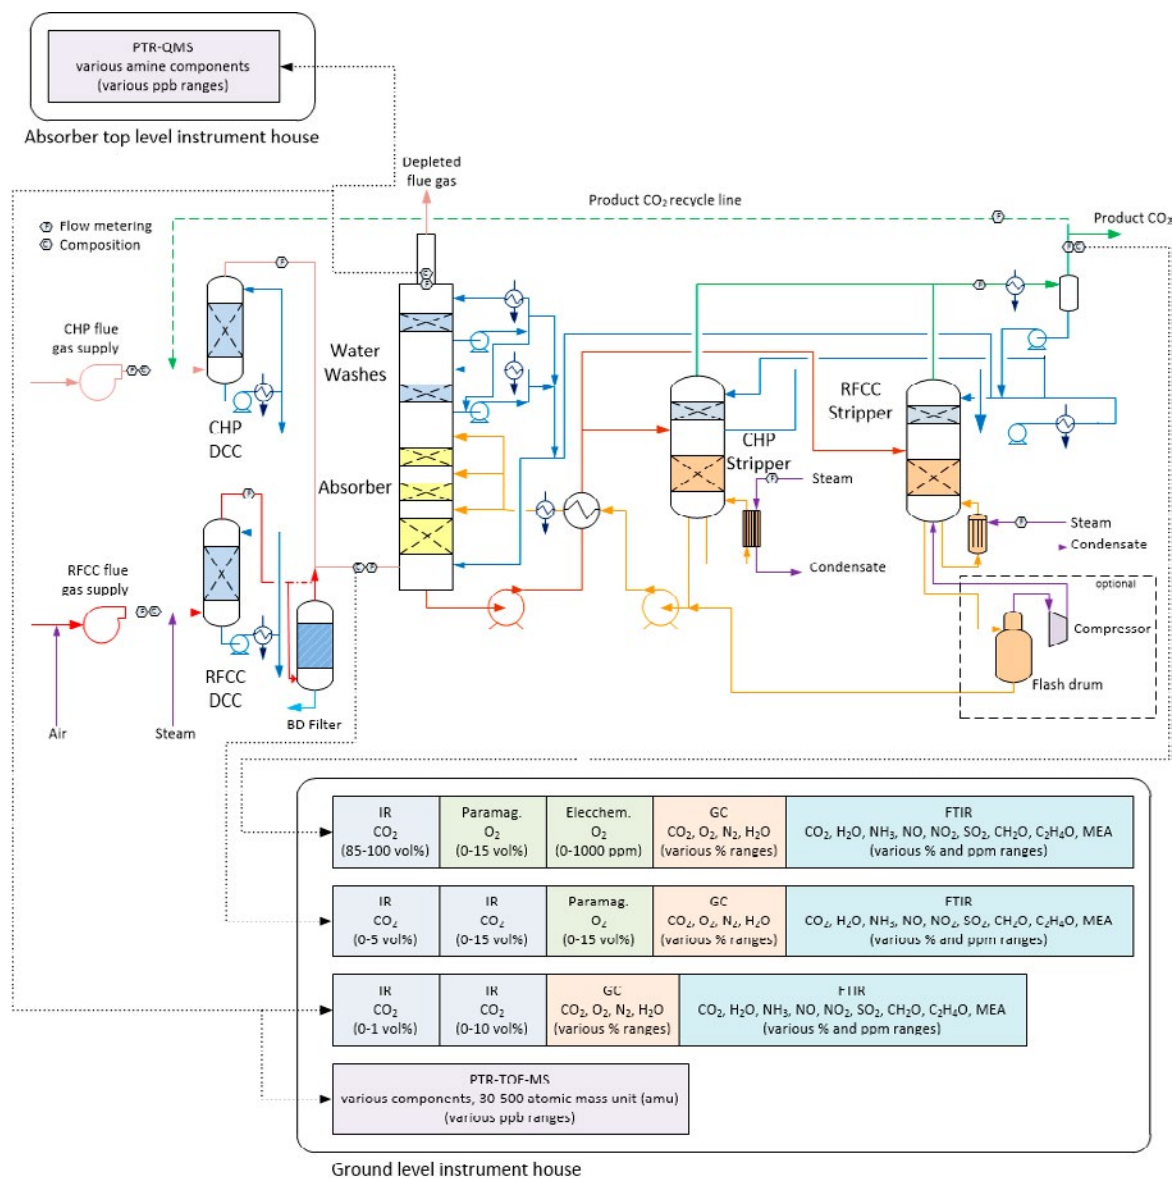 PTR-QMS
various amine components
(various ppb ranges)
Absorber top level instrument house
Depleted
flue gas
Product CO₂ recycle line
Product CO₂
F Flow metering
C Composition
CHP flue
gas supply
Water
Washes
RFCC
Stripper
CHP
DCC
CHP
Stripper
Absorber
Steam
Steam
Condensate
Condensate
RFCC flue
gas supply
optional
Compressor
RFCC
DCC
Flash drum
BD Filter
Air
Steam
IR
CO₂
(85-100 vol%)
Paramag.
O₂
(0-15 vol%)
Elecchem.
O₂
(0-1000 ppm)
GC
CO₂, O₂, N₂, H₂O
(various % ranges)
FTIR
CO₂, H₂O, NH₃, NO, NO₂, SO₂, CH₂O, C₂H₄O, MEA
(various % and ppm ranges)
IR
CO₂
(0-5 vol%)
IR
CO₂
(0-15 vol%)
Paramag.
O₂
(0-15 vol%)
GC
CO₂, O₂, N₂, H₂O
(various % ranges)
FTIR
CO₂, H₂O, NH₃, NO, NO₂, SO₂, CH₂O, C₂H₄O, MEA
(various % and ppm ranges)
IR
CO₂
(0-1 vol%)
IR
CO₂
(0-10 vol%)
GC
CO₂, O₂, N₂, H₂O
(various % ranges)
FTIR
CO₂, H₂O, NH₃, NO, NO₂, SO₂, CH₂O, C₂H₄O, MEA
(various % and ppm ranges)
PTR-TOF-MS
various components, 30-500 atomic mass unit (amu)
(various ppb ranges)
Ground level instrument house